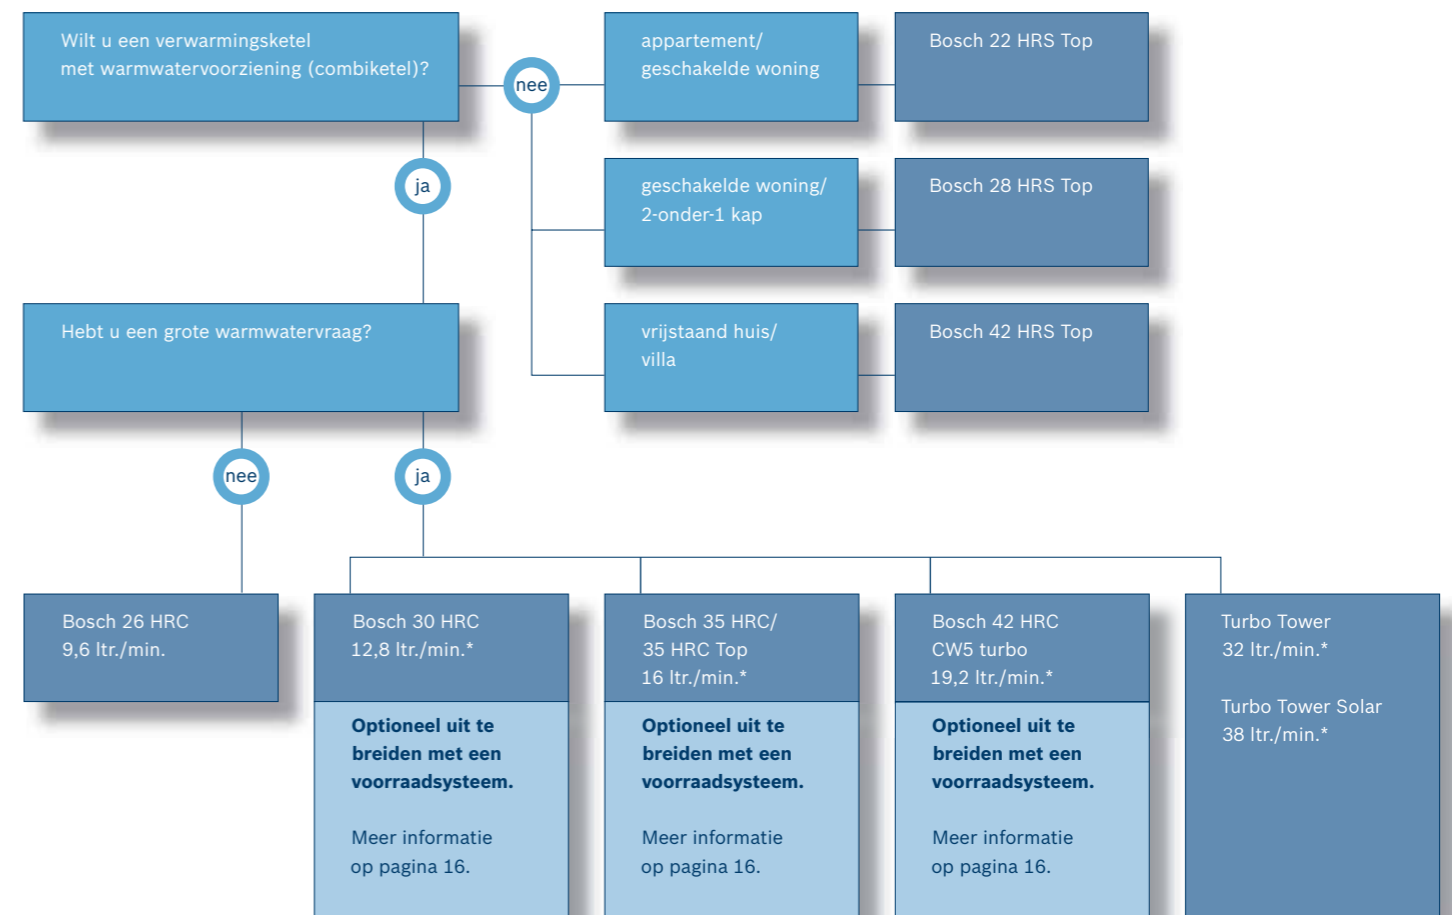 Wilt u een verwarmingsketel
met warmwatervoorziening (combiketel)?
nee
appartement/
geschakelde woning
Bosch 22 HRS Top
ja
geschakelde woning/
2-onder-1 kap
Bosch 28 HRS Top
Hebt u een grote warmwatervraag?
vrijstaand huis/
villa
Bosch 42 HRS Top
nee
ja
Bosch 26 HRC
9,6 ltr./min.
Bosch 30 HRC
12,8 ltr./min.*
Optioneel uit te
breiden met een
voorraadsysteem.
Meer informatie
op pagina 16.
Bosch 35 HRC/
35 HRC Top
16 ltr./min.*
Optioneel uit te
breiden met een
voorraadsysteem.
Meer informatie
op pagina 16.
Bosch 42 HRC
CW5 turbo
19,2 ltr./min.*
Optioneel uit te
breiden met een
voorraadsysteem.
Meer informatie
op pagina 16.
Turbo Tower
32 ltr./min.*
Turbo Tower Solar
38 ltr./min.*